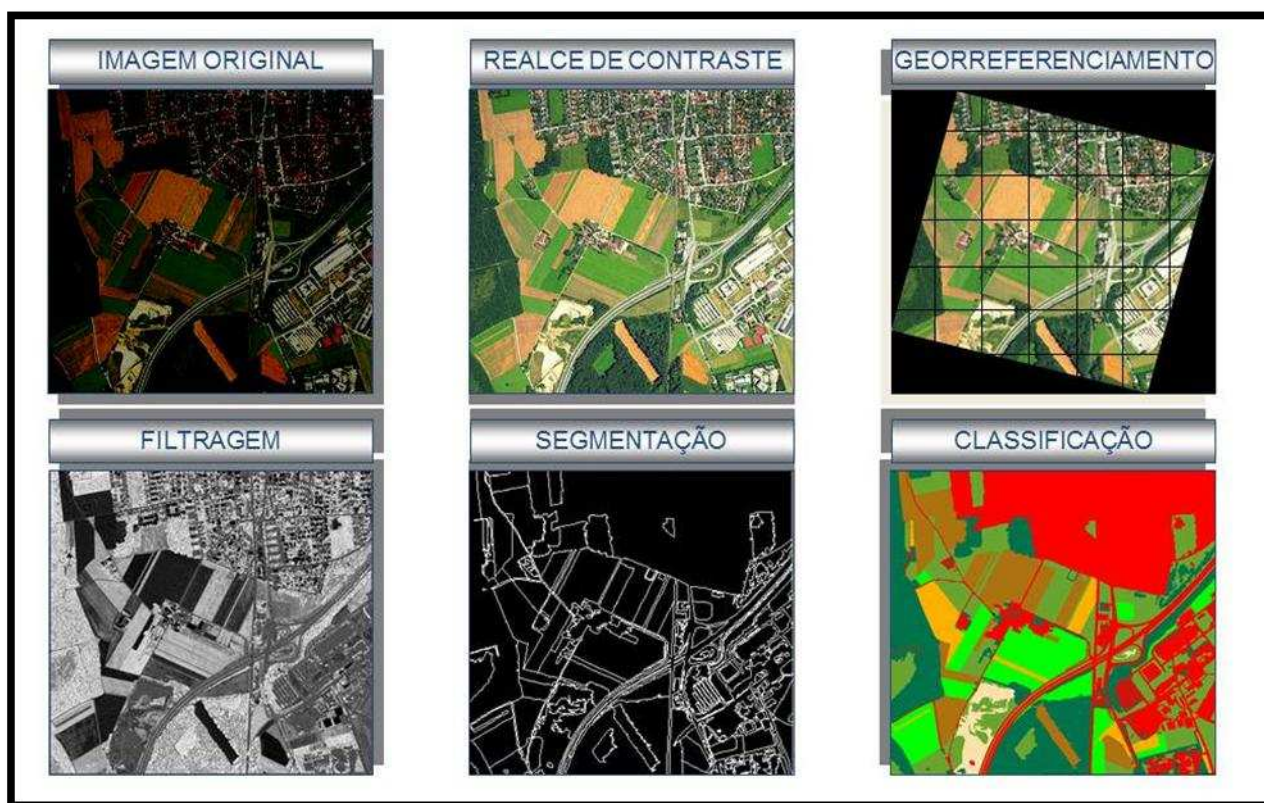 IMAGEM ORIGINAL
REALCE DE CONTRASTE
GEORREFERENCIAMENTO
FILTRAGEM
SEGMENTAÇÃO
CLASSIFICAÇÃO